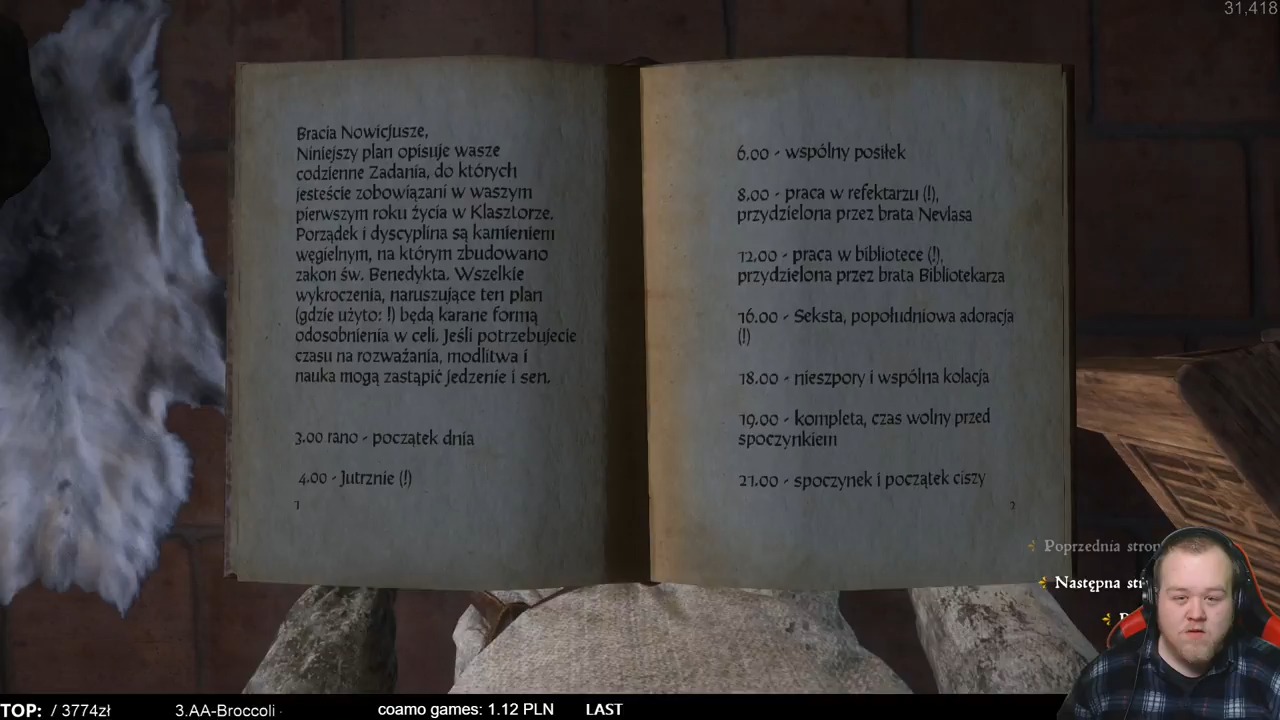 31,418
Bracia Nowicjusze,
Niniejszy plan opisuje wasze
codzienne Zadania, do których
jesteście zobowiązani w waszym
pierwszym roku życia w Klasztorze.
Porządek i dyscyplina są kamieniem
węgielnym, na którym zbudowano
zakon św. Benedykta. Wszelkie
wykroczenia, naruszujące ten plan
(gdzie użyto: !) będą karane formą
odosobnienia w celi. Jeśli potrzebujecie
czasu na rozważania, modlitwa i
nauka mogą zastąpić jedzenie i sen.
3.00 rano - początek dnia
4.00 - Jutrznie (!)
1
6.00 - wspólny posiłek
8.00 - praca w refektarzu (!),
przydzielona przez brata Nevlasa
12.00 - praca w bibliotece (!),
przydzielona przez brata Bibliotekarza
16.00 - Seksta, popołudniowa adoracja
(!)
18.00 - nieszpory i wspólna kolacja
19.00 - kompleta, czas wolny przed
spoczynkiem
21.00 - spoczynek i początek ciszy
2
Poprzednia stron
Następna st
TOP: / 3774zł
3.AA-Broccoli -
coamo games: 1.12 PLN
LAST